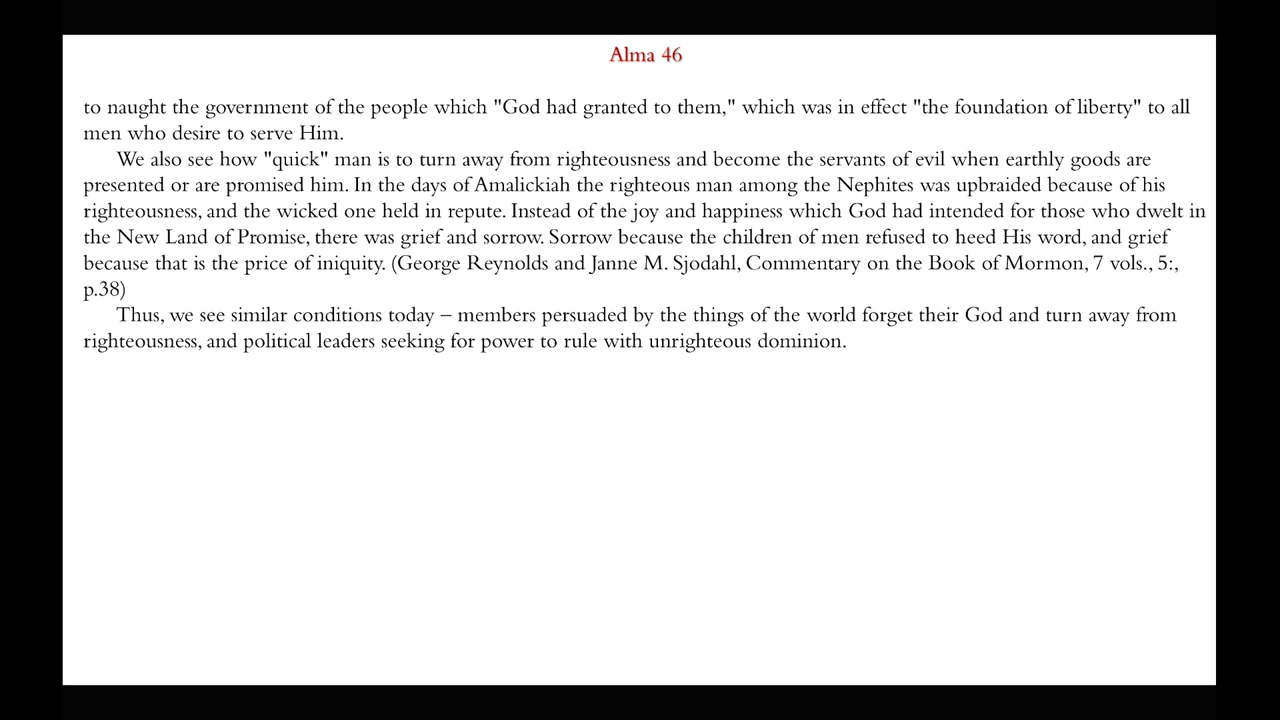 Alma 46
to naught the government of the people which "God had granted to them," which was in effect "the foundation of liberty" to all
men who desire to serve Him.
We also see how "quick" man is to turn away from righteousness and become the servants of evil when earthly goods are
presented or are promised him. In the days of Amalickiah the righteous man among the Nephites was upbraided because of his
righteousness, and the wicked one held in repute. Instead of the joy and happiness which God had intended for those who dwelt in
the New Land of Promise, there was grief and sorrow. Sorrow because the children of men refused to heed His word, and grief
because that is the price of iniquity. (George Reynolds and Janne M. Sjodahl, Commentary on the Book of Mormon, 7 vols., 5:,
p.38)
Thus, we see similar conditions today – members persuaded by the things of the world forget their God and turn away from
righteousness, and political leaders seeking for power to rule with unrighteous dominion.